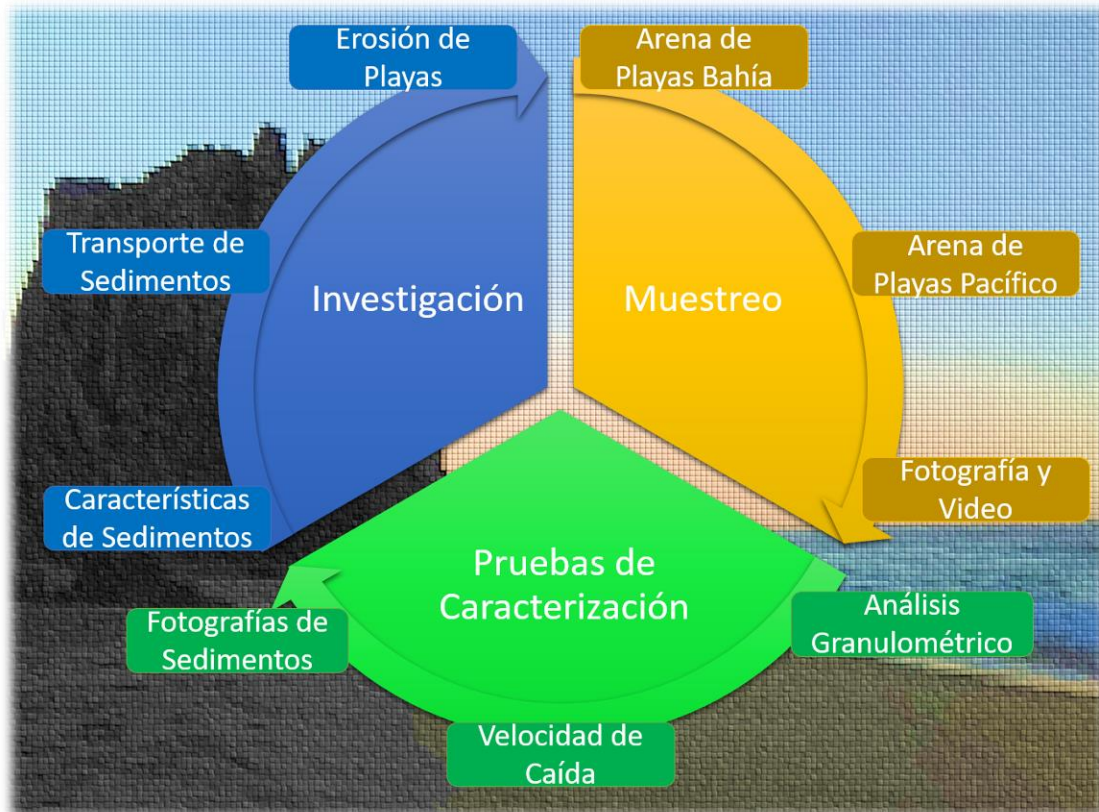 Erosión de
Playas
Arena de
Playas Bahía
Transporte de
Sedimentos
Arena de
Playas Pacífico
Investigación
Muestreo
Características
de Sedimentos
Fotografía y
Video
Pruebas de
Caracterización
Fotografías de
Sedimentos
Análisis
Granulométrico
Velocidad de
Caída